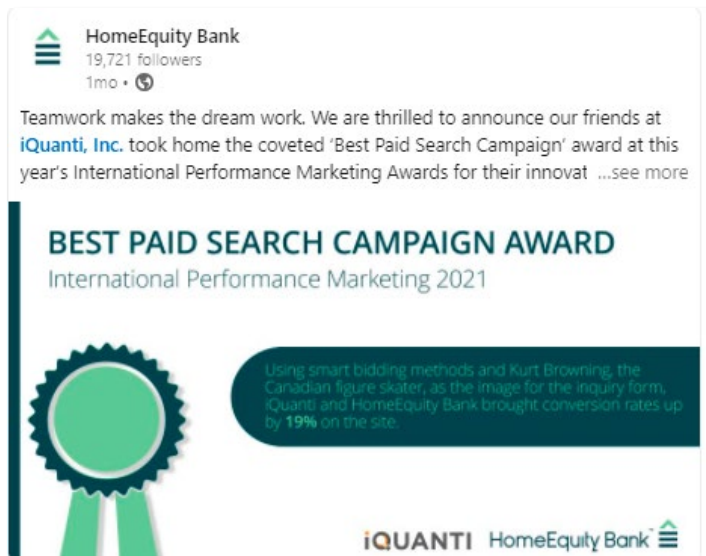 HomeEquity Bank
19,721 followers
1mo •
Teamwork makes the dream work. We are thrilled to announce our friends at
iQuanti, Inc. took home the coveted 'Best Paid Search Campaign' award at this
year's International Performance Marketing Awards for their innovat ...see more
BEST PAID SEARCH CAMPAIGN AWARD
International Performance Marketing 2021
Using smart bidding methods and Kurt Browning, the
Canadian figure skater, as the image for the inquiry form,
iQuanti and HomeEquity Bank brought conversion rates up
by 19% on the site.
iQUANTI HomeEquity Bank™